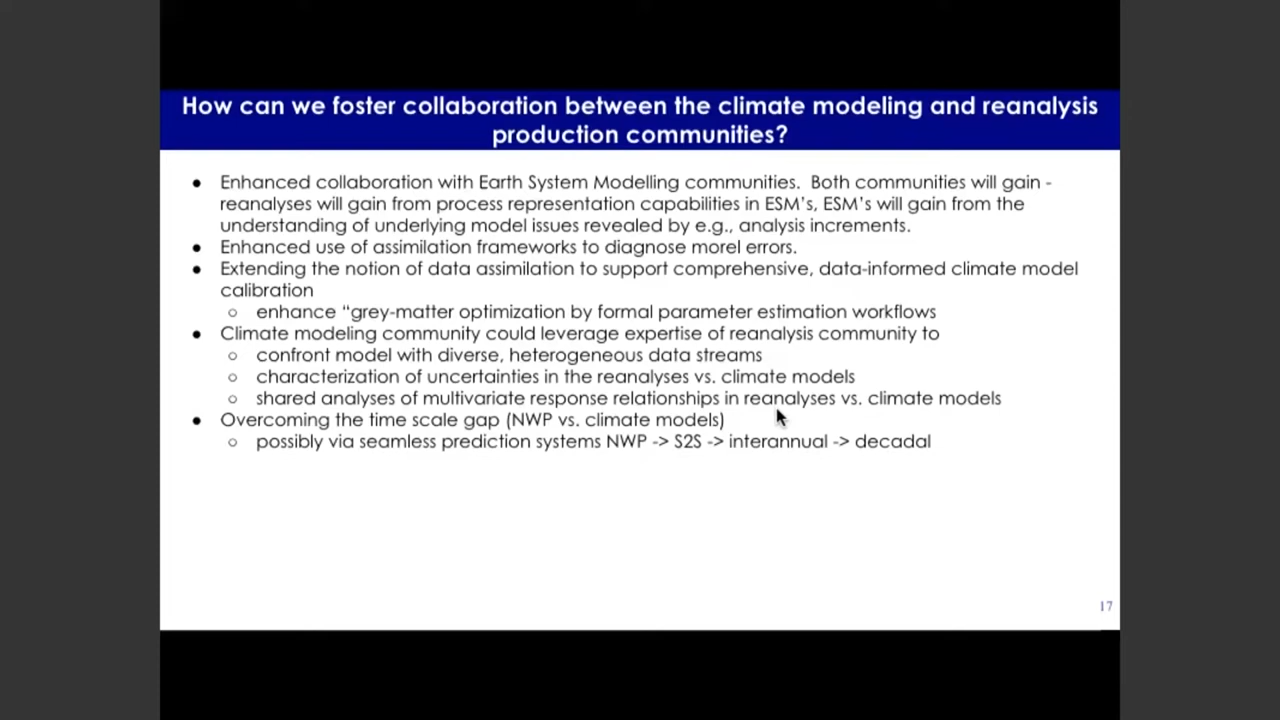 How can we foster collaboration between the climate modeling and reanalysis
production communities?
● Enhanced collaboration with Earth System Modelling communities. Both communities will gain -
reanalyses will gain from process representation capabilities in ESM's, ESM's will gain from the
understanding of underlying model issues revealed by e.g., analysis increments.
● Enhanced use of assimilation frameworks to diagnose morel errors.
● Extending the notion of data assimilation to support comprehensive, data-informed climate model
calibration
○ enhance "grey-matter optimization by formal parameter estimation workflows
● Climate modeling community could leverage expertise of reanalysis community to
○ confront model with diverse, heterogeneous data streams
○ characterization of uncertainties in the reanalyses vs. climate models
○ shared analyses of multivariate response relationships in reanalyses vs. climate models
● Overcoming the time scale gap (NWP vs. climate models)
○ possibly via seamless prediction systems NWP -> S2S -> interannual -> decadal
17